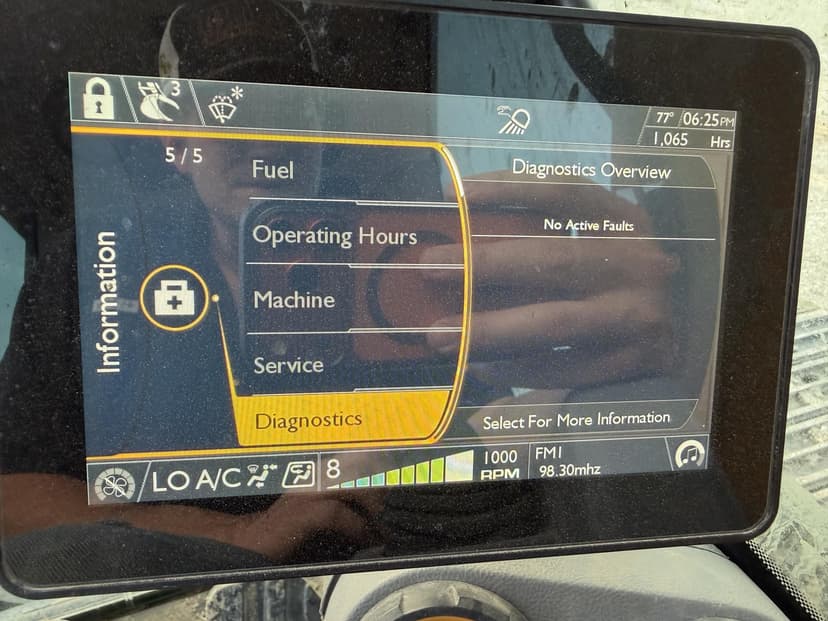 3
*
77° 06:25PM
1,065 Hrs
5 / 5
Information
Fuel
Operating Hours
Machine
Service
Diagnostics
Diagnostics Overview
No Active Faults
Select For More Information
LO A/C
8
1000
RPM
FM1
98.30mhz